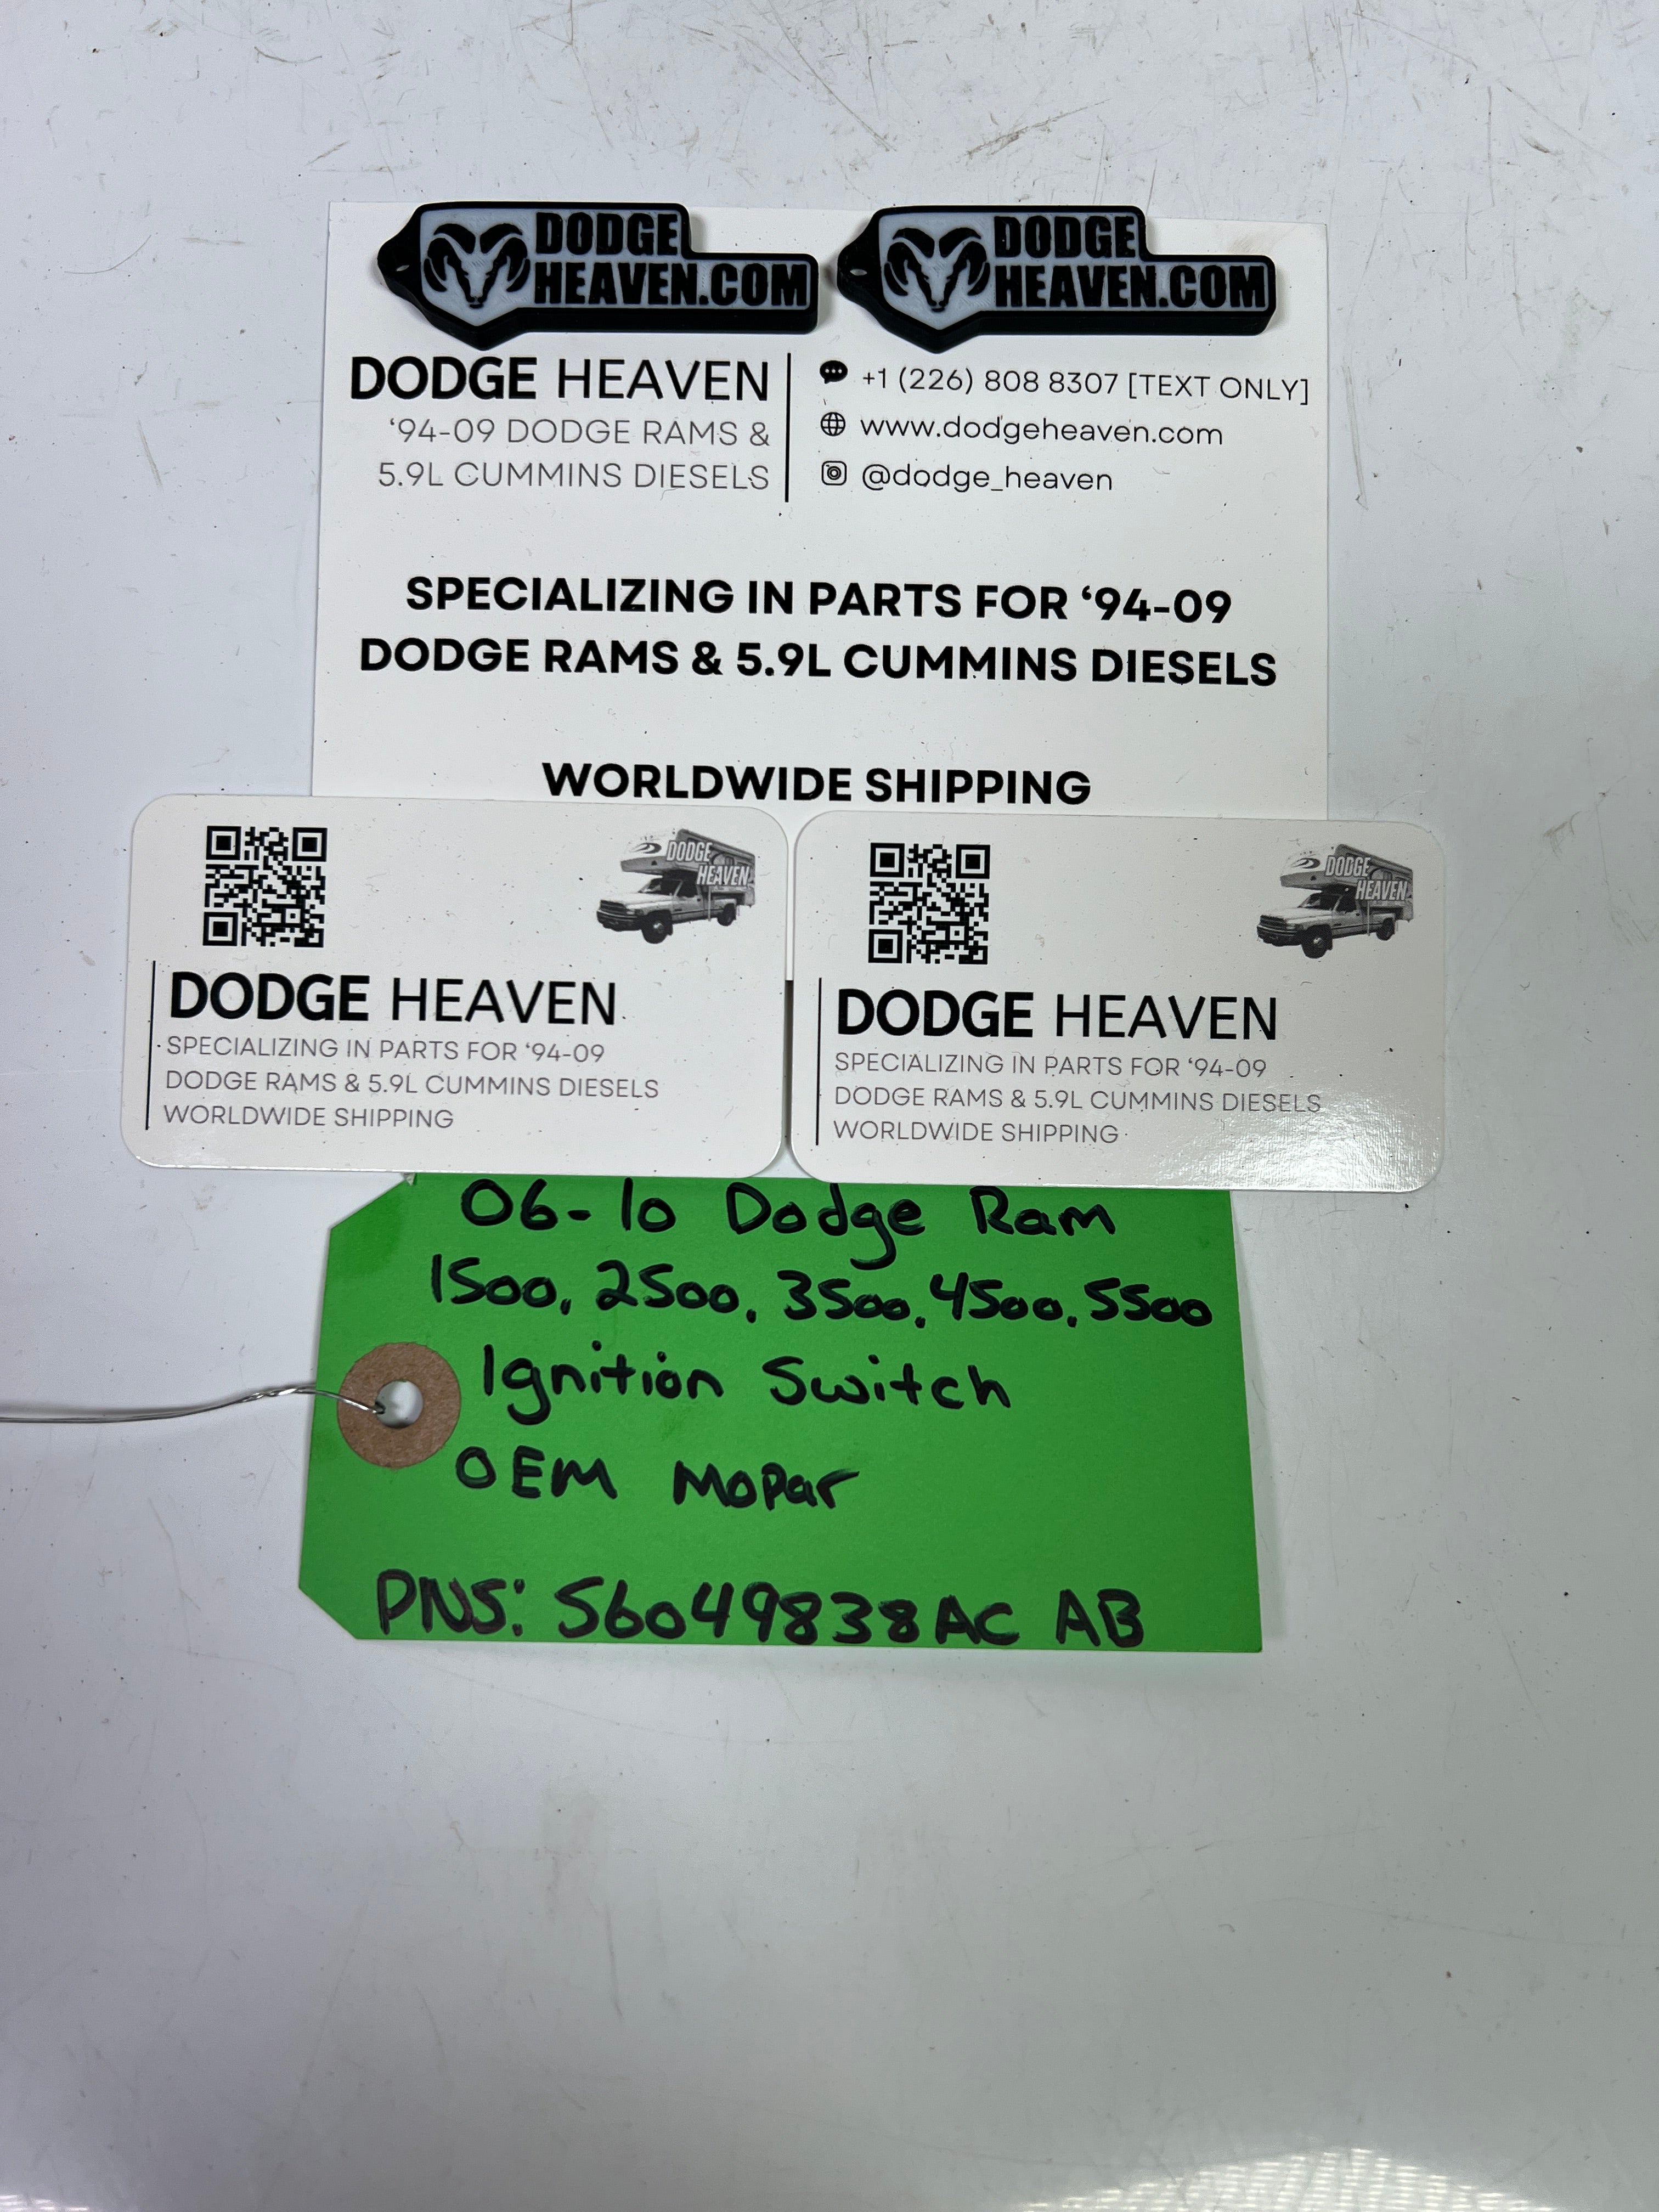 DODGE
HEAVEN.COM
DODGE
HEAVEN.COM
DODGE HEAVEN
‘94-09 DODGE RAMS &
5.9L CUMMINS DIESELS
+1 (226) 808 8307 [TEXT ONLY]
www.dodgeheaven.com
@dodge_heaven
SPECIALIZING IN PARTS FOR ‘94-09
DODGE RAMS & 5.9L CUMMINS DIESELS
WORLDWIDE SHIPPING
DODGE
HEAVEN
DODGE HEAVEN
SPECIALIZING IN PARTS FOR ‘94-09
DODGE RAMS & 5.9L CUMMINS DIESELS
WORLDWIDE SHIPPING
DODGE
HEAVEN
DODGE HEAVEN
SPECIALIZING IN PARTS FOR ‘94-09
DODGE RAMS & 5.9L CUMMINS DIESELS
WORLDWIDE SHIPPING
06-10 Dodge Ram
1500, 2500, 3500, 4500, 5500
Ignition Switch
OEM Mopar
PNS: 56049838AC AB